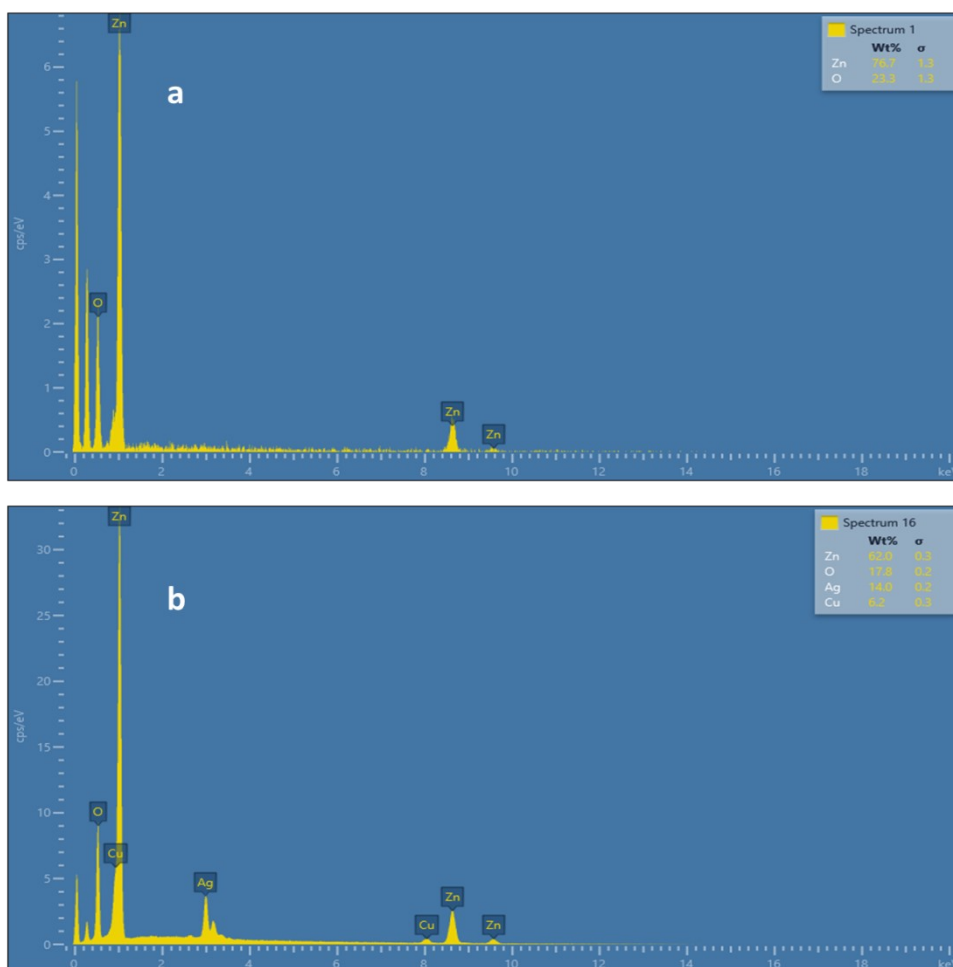 Zn
Spectrum 1
Wt% σ
Zn 76.7 1.3
O 23.3 1.3
a
6
5
4
3
2
1
0
cps/eV
O
Zn
Zn
0 2 4 6 8 10 12 14 16 18 keV
Zn
Spectrum 16
Wt% σ
Zn 62.0 0.3
O 17.8 0.2
Ag 14.0 0.2
Cu 6.2 0.3
b
30
25
20
15
10
5
0
cps/eV
O
Cu
Ag
Cu
Zn
Zn
0 2 4 6 8 10 12 14 16 18